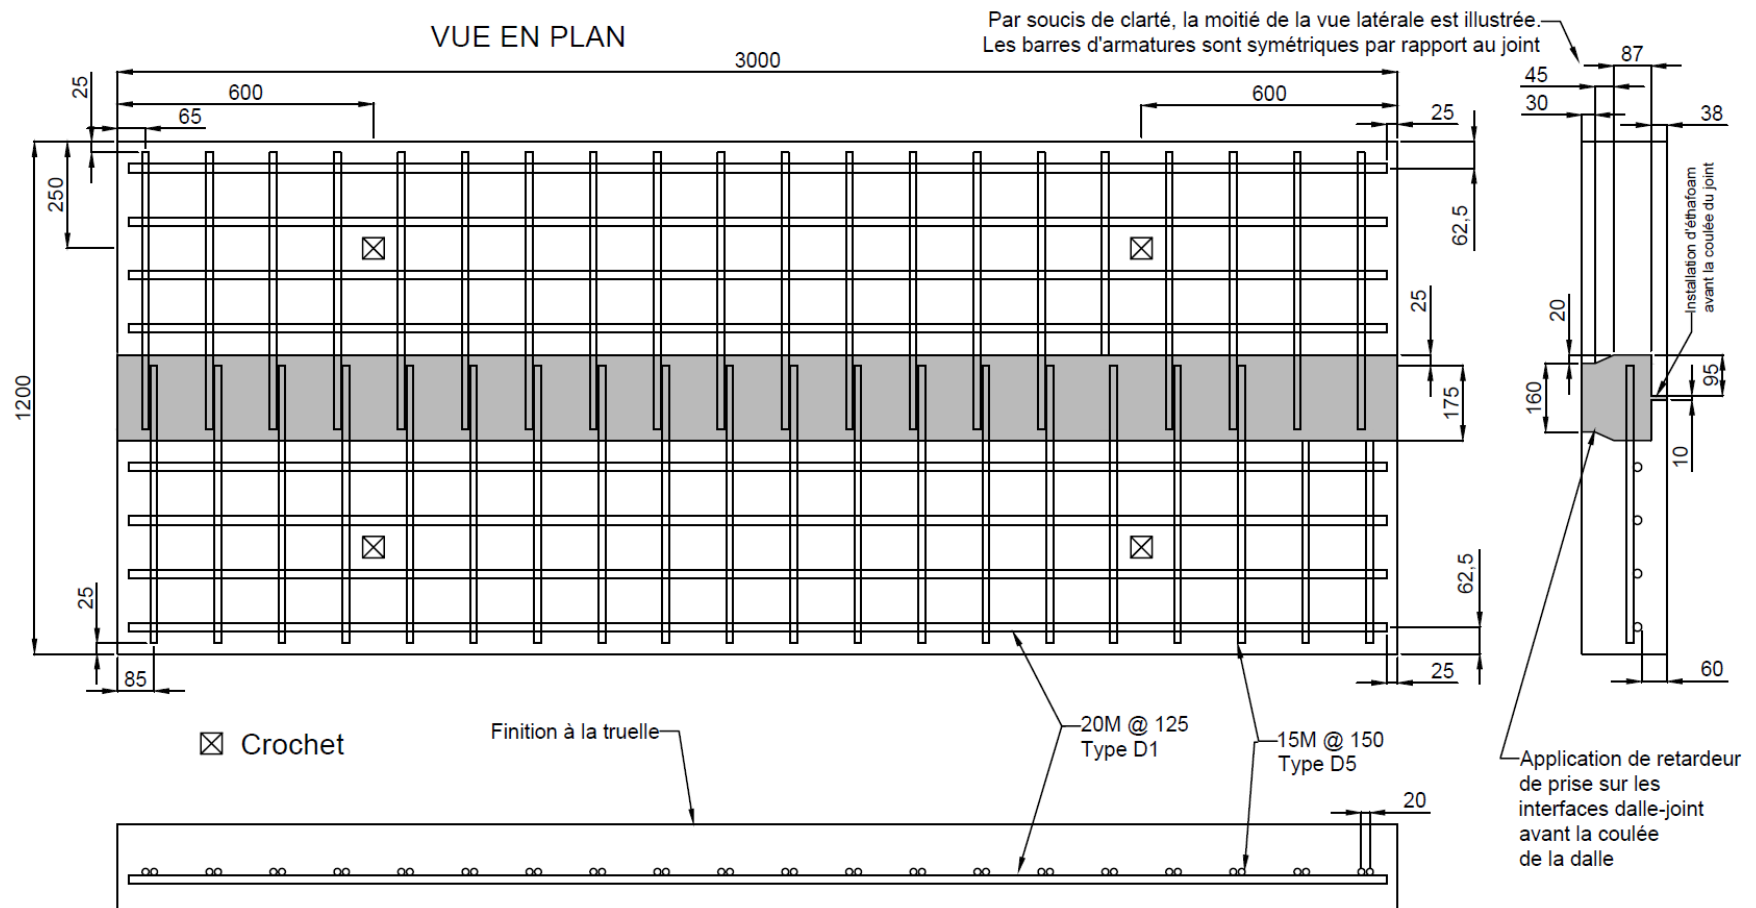 VUE EN PLAN
Par soucis de clarté, la moitié de la vue latérale est illustrée.
Les barres d'armatures sont symétriques par rapport au joint
3000
87
25
600
600
45
65
25
30
38
250
62,5
Installation d'éthafoam
avant la coulée du joint
25
20
1200
175
160
95
10
25
62,5
85
25
60
Crochet
Finition à la truelle
20M @ 125
Type D1
15M @ 150
Type D5
Application de retardeur
de prise sur les
interfaces dalle-joint
avant la coulée
de la dalle
20